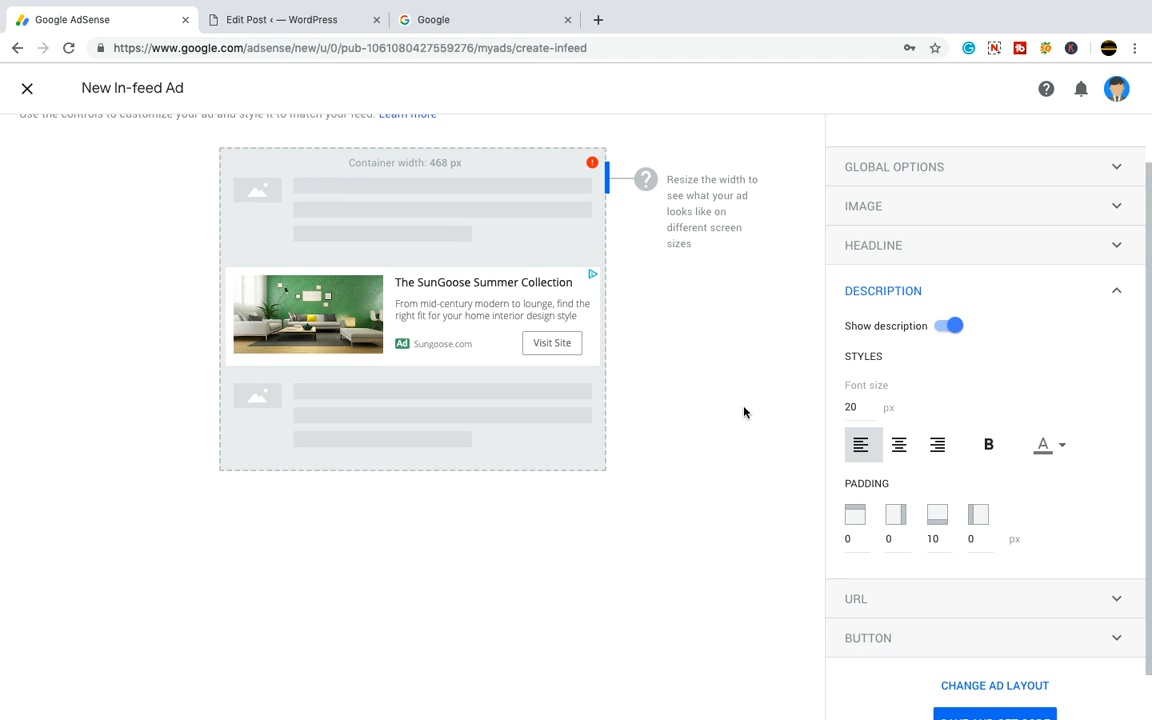 Google AdSense
Edit Post ‹ — WordPress
Google
https://www.google.com/adsense/new/u/0/pub-1061080427559276/myads/create-infeed
New In-feed Ad
Use the controls to customize your ad and style it to match your feed. Learn more
Container width: 468 px
Resize the width to
see what your ad
looks like on
different screen
sizes
The SunGoose Summer Collection
From mid-century modern to lounge, find the
right fit for your home interior design style
Ad Sungoose.com
Visit Site
GLOBAL OPTIONS
IMAGE
HEADLINE
DESCRIPTION
Show description
STYLES
Font size
20 px
B A
PADDING
0 0 10 0 px
URL
BUTTON
CHANGE AD LAYOUT
SAVE AND GET CODE